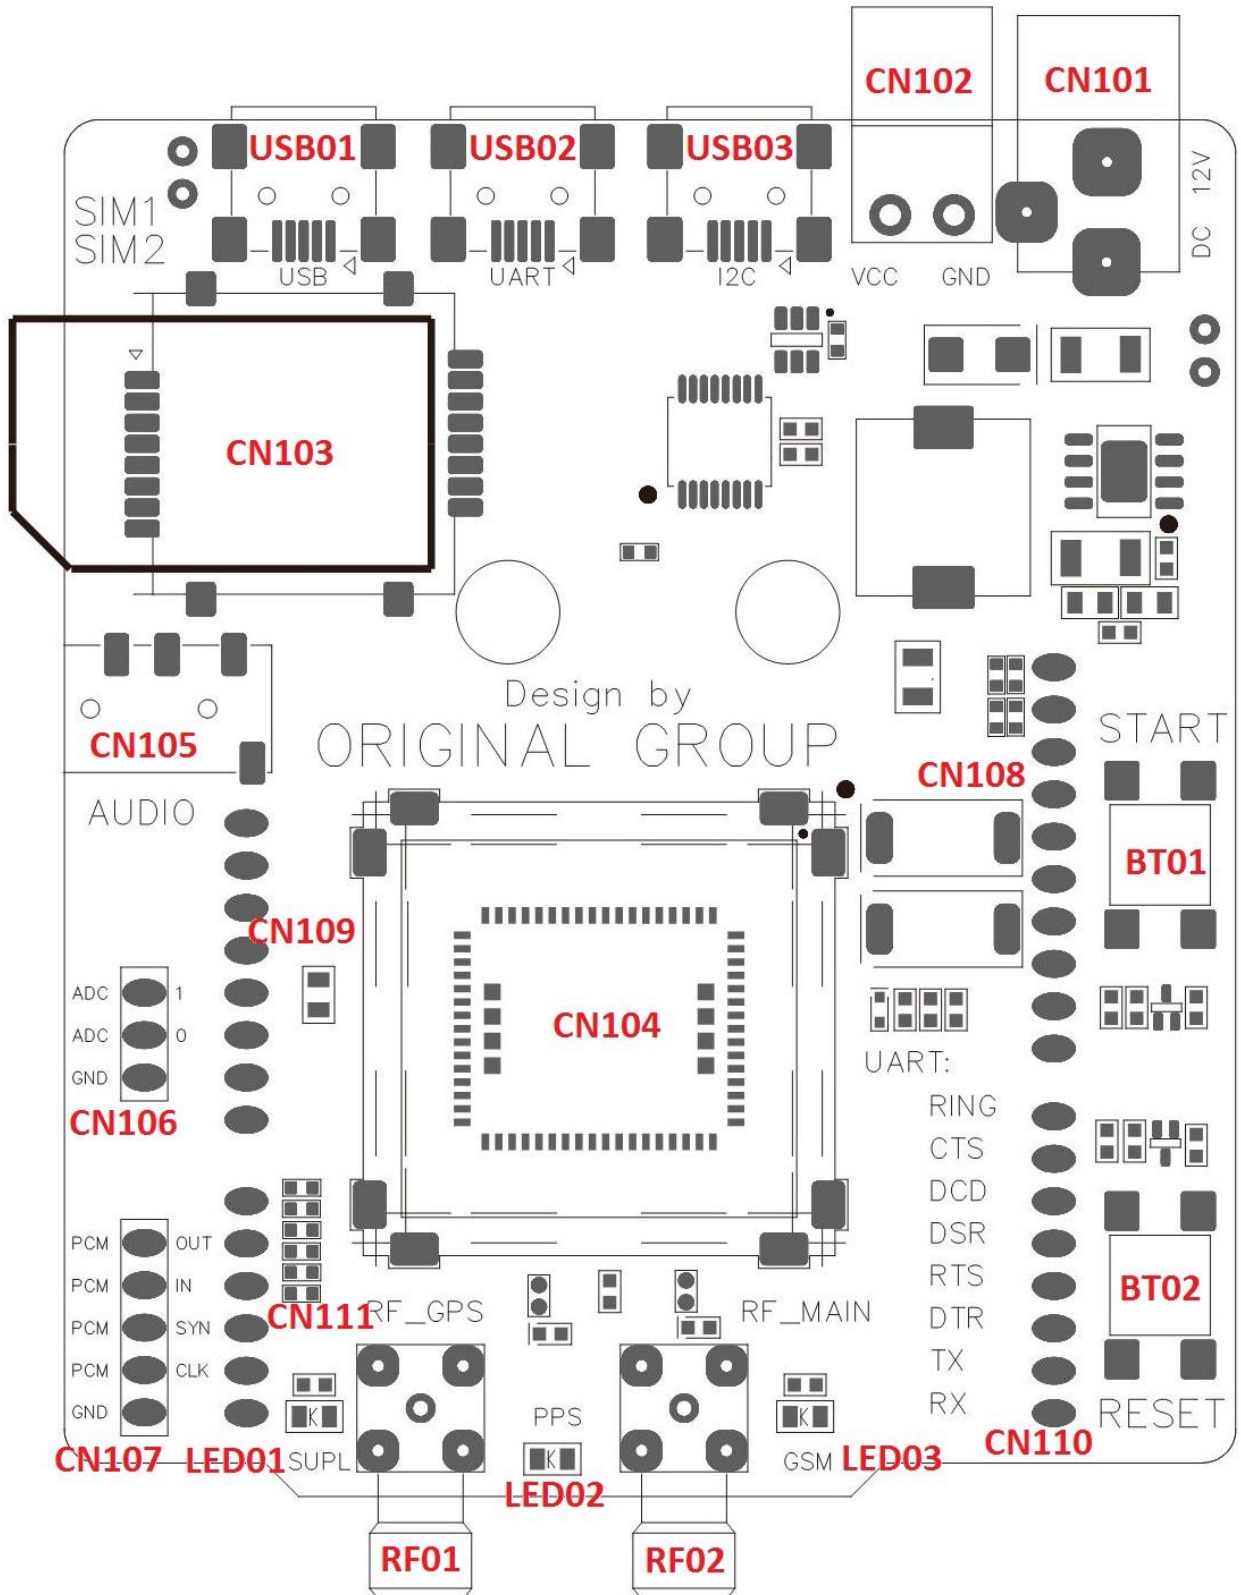 CN102
CN101
USB01
USB02
USB03
DC 12V
SIM1
SIM2
USB
UART
I2C
VCC
GND
CN103
Design by
ORIGINAL GROUP
CN105
AUDIO
START
CN108
BT01
CN109
ADC 1
ADC 0
GND
CN106
CN104
UART:
RING
CTS
DCD
DSR
RTS
DTR
TX
RX
BT02
PCM OUT
PCM IN
PCM SYN
PCM CLK
GND
CN111
RF_GPS
RF_MAIN
K
PPS
K
K
RESET
CN107
LED01
SUPL
LED02
GSM
LED03
CN110
RF01
RF02